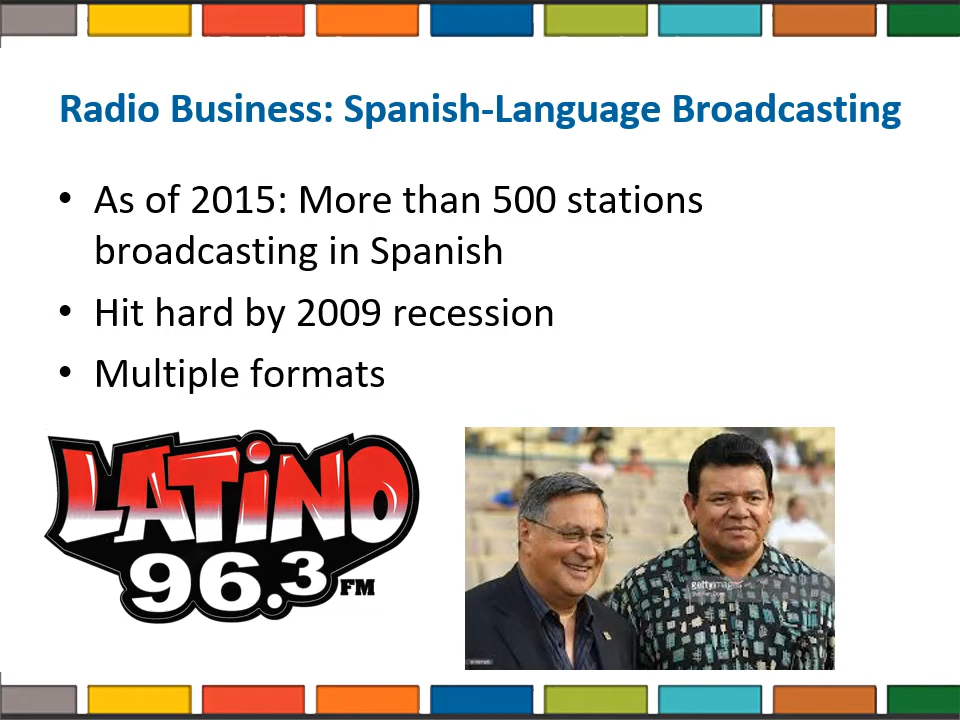 Radio Business: Spanish-Language Broadcasting
• As of 2015: More than 500 stations
broadcasting in Spanish
• Hit hard by 2009 recession
• Multiple formats
LATiNO
96.3 FM
gettyimages